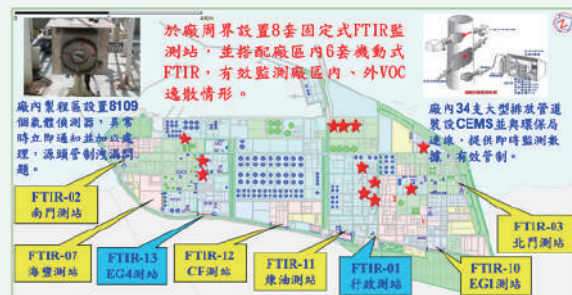 於廠周界設置8套固定式FTIR監
測站，並搭配廠區內6套機動式
FTIR，有效監測廠區內、外VOC
逸散情形。
廠內製程區設置8109
個氣體偵測器，異常
時立即通知並加以處
理，源頭管制洩漏問
題。
廠內34支大型排放管道
裝設CEMS並與環保局
連線，提供即時監測數
據，有效管制。
FTIR-02
南門測站
FTIR-03
北門測站
FTIR-07
海豐測站
FTIR-13
EG4測站
FTIR-12
CF測站
FTIR-11
煉油測站
FTIR-01
行政測站
FTIR-10
EG1測站